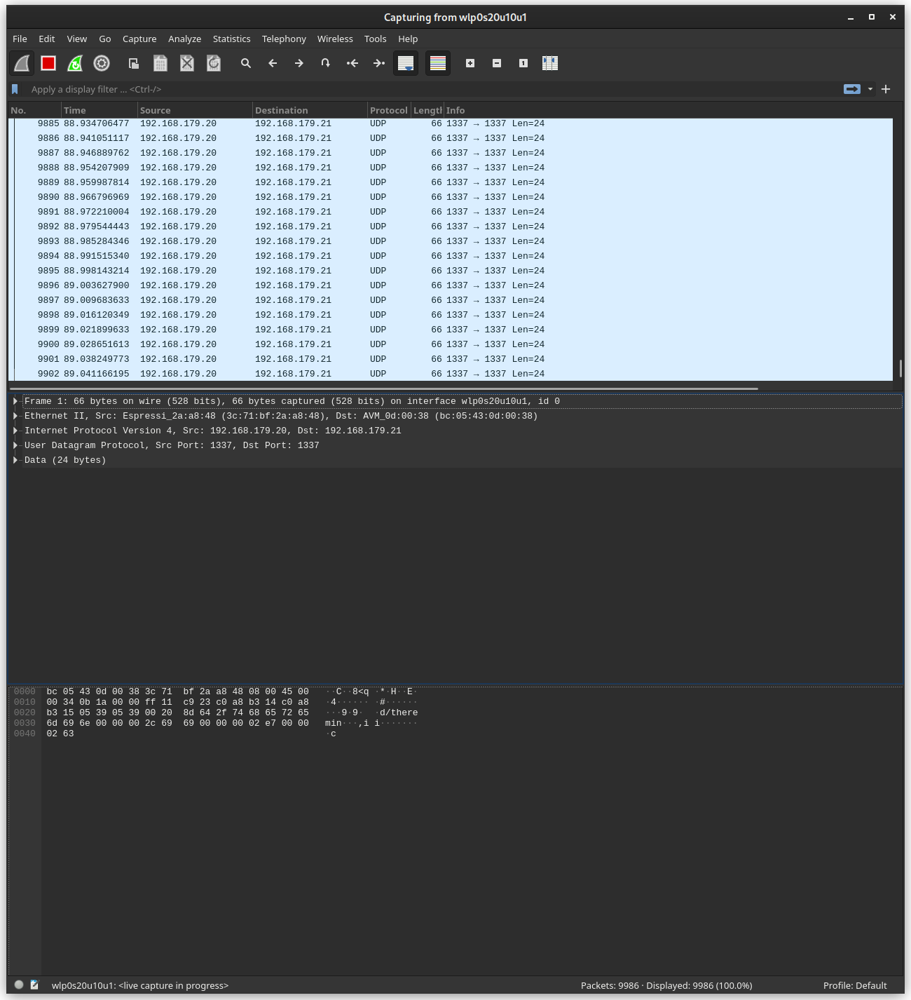 Capturing from wlp0s20u10u1
File Edit View Go Capture Analyze Statistics Telephony Wireless Tools Help
Apply a display filter ... <Ctrl-/>
No. Time Source Destination Protocol Lengtl Info
9885 88.934706477 192.168.179.20 192.168.179.21 UDP 66 1337 → 1337 Len=24
9886 88.941051117 192.168.179.20 192.168.179.21 UDP 66 1337 → 1337 Len=24
9887 88.946889762 192.168.179.20 192.168.179.21 UDP 66 1337 → 1337 Len=24
9888 88.954207909 192.168.179.20 192.168.179.21 UDP 66 1337 → 1337 Len=24
9889 88.959987814 192.168.179.20 192.168.179.21 UDP 66 1337 → 1337 Len=24
9890 88.966796969 192.168.179.20 192.168.179.21 UDP 66 1337 → 1337 Len=24
9891 88.972210004 192.168.179.20 192.168.179.21 UDP 66 1337 → 1337 Len=24
9892 88.979544443 192.168.179.20 192.168.179.21 UDP 66 1337 → 1337 Len=24
9893 88.985284346 192.168.179.20 192.168.179.21 UDP 66 1337 → 1337 Len=24
9894 88.991515340 192.168.179.20 192.168.179.21 UDP 66 1337 → 1337 Len=24
9895 88.998143214 192.168.179.20 192.168.179.21 UDP 66 1337 → 1337 Len=24
9896 89.003627900 192.168.179.20 192.168.179.21 UDP 66 1337 → 1337 Len=24
9897 89.009683633 192.168.179.20 192.168.179.21 UDP 66 1337 → 1337 Len=24
9898 89.016120349 192.168.179.20 192.168.179.21 UDP 66 1337 → 1337 Len=24
9899 89.021899633 192.168.179.20 192.168.179.21 UDP 66 1337 → 1337 Len=24
9900 89.028651613 192.168.179.20 192.168.179.21 UDP 66 1337 → 1337 Len=24
9901 89.038249773 192.168.179.20 192.168.179.21 UDP 66 1337 → 1337 Len=24
9902 89.041166195 192.168.179.20 192.168.179.21 UDP 66 1337 → 1337 Len=24
Frame 1: 66 bytes on wire (528 bits), 66 bytes captured (528 bits) on interface wlp0s20u10u1, id 0
Ethernet II, Src: Espressi_2a:a8:48 (3c:71:bf:2a:a8:48), Dst: AVM_0d:00:38 (bc:05:43:0d:00:38)
Internet Protocol Version 4, Src: 192.168.179.20, Dst: 192.168.179.21
User Datagram Protocol, Src Port: 1337, Dst Port: 1337
Data (24 bytes)
0000 bc 05 43 0d 00 38 3c 71 bf 2a a8 48 08 00 45 00 ··C··8<q ·*·H··E·
0010 00 34 0b 1a 00 00 ff 11 c9 23 c0 a8 b3 14 c0 a8 ·4······ ·#······
0020 b3 15 05 39 05 39 00 20 8d 64 2f 74 68 65 72 65 ···9·9·  ·d/there
0030 6d 69 6e 00 00 00 2c 69 69 00 00 00 02 e7 00 00 min···,i i·······
0040 02 63 ·c
wlp0s20u10u1: <live capture in progress> Packets: 9986 · Displayed: 9986 (100.0%) Profile: Default